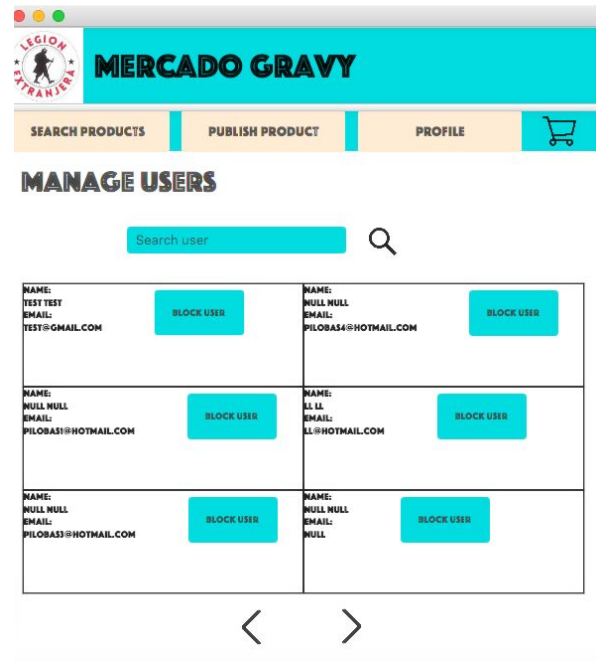 LEGION
EXTRANJERA
MERCADO GRAVY
SEARCH PRODUCTS
PUBLISH PRODUCT
PROFILE
MANAGE USERS
Search user
NAME:
TEST TEST
EMAIL:
TEST@GMAIL.COM
BLOCK USER
NAME:
NULL NULL
EMAIL:
PILOBAS4@HOTMAIL.COM
BLOCK USER
NAME:
NULL NULL
EMAIL:
PILOBAS1@HOTMAIL.COM
BLOCK USER
NAME:
LL LL
EMAIL:
LL@HOTMAIL.COM
BLOCK USER
NAME:
NULL NULL
EMAIL:
PILOBAS3@HOTMAIL.COM
BLOCK USER
NAME:
NULL NULL
EMAIL:
NULL
BLOCK USER